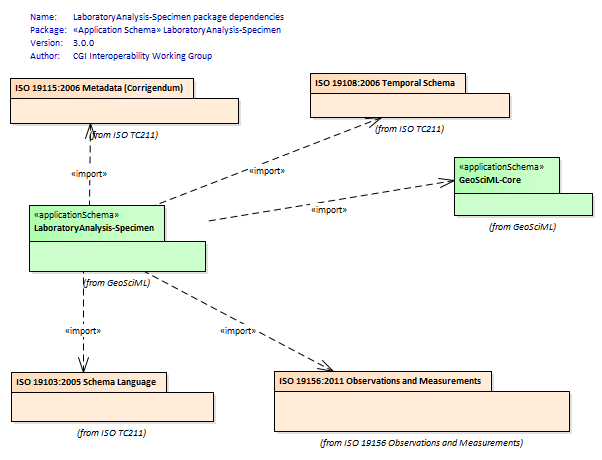 Name: LaboratoryAnalysis-Specimen package dependencies
Package: «Application Schema» LaboratoryAnalysis-Specimen
Version: 3.0.0
Author: CGI Interoperability Working Group
ISO 19115:2006 Metadata (Corrigendum)
(from ISO TC211)
ISO 19108:2006 Temporal Schema
(from ISO TC211)
«import»
«import»
«applicationSchema»
GeoSciML-Core
(from GeoSciML)
«import»
«applicationSchema»
LaboratoryAnalysis-Specimen
(from GeoSciML)
«import»
«import»
ISO 19103:2005 Schema Language
(from ISO TC211)
ISO 19156:2011 Observations and Measurements
(from ISO 19156 Observations and Measurements)